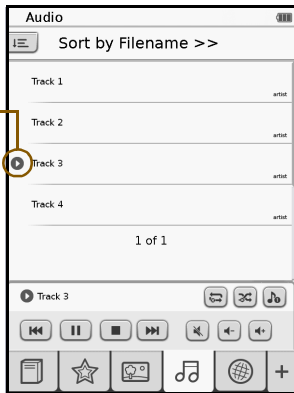 Audio
Sort by Filename >>
Track 1
artist
Track 2
artist
Track 3
artist
Track 4
artist
1 of 1
Track 3